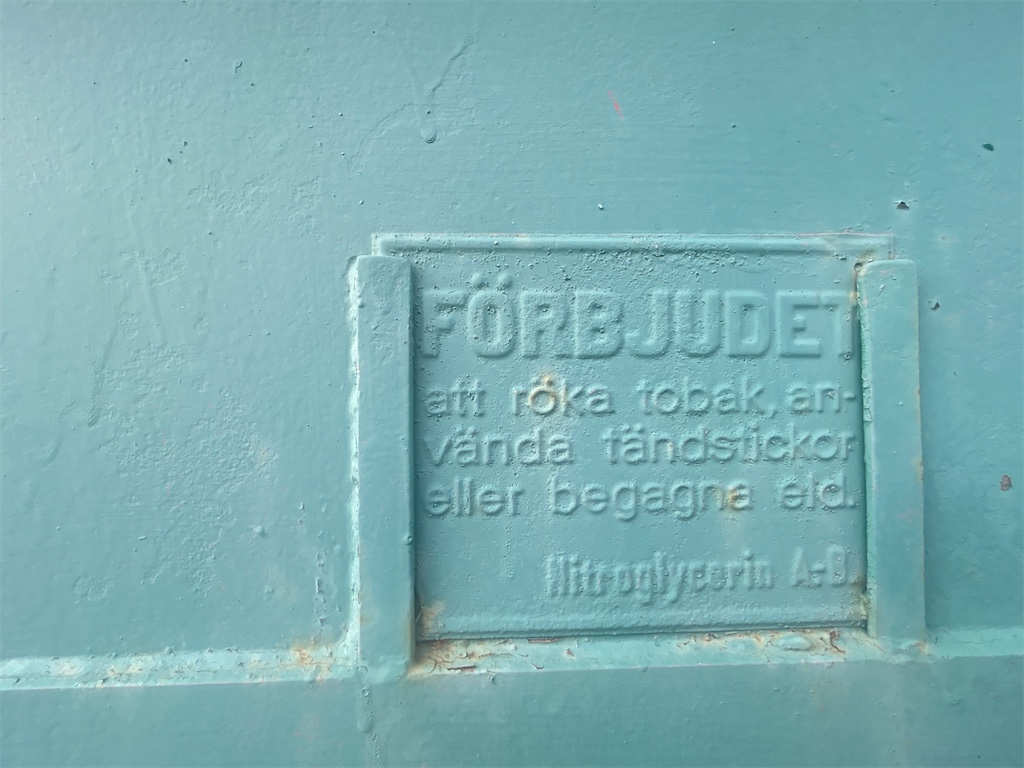 FÖRBJUDET
att röka tobak, an-
vända tändstickor
eller begagna eld.
Nitroglycerin A.-B.